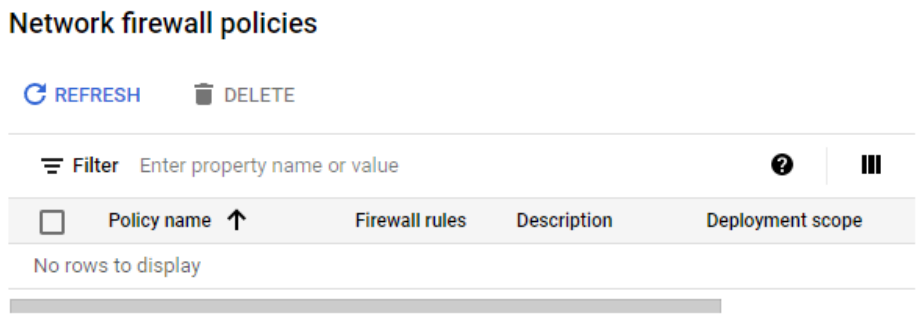 Network firewall policies
REFRESH DELETE
Filter Enter property name or value
Policy name Firewall rules Description Deployment scope
No rows to display